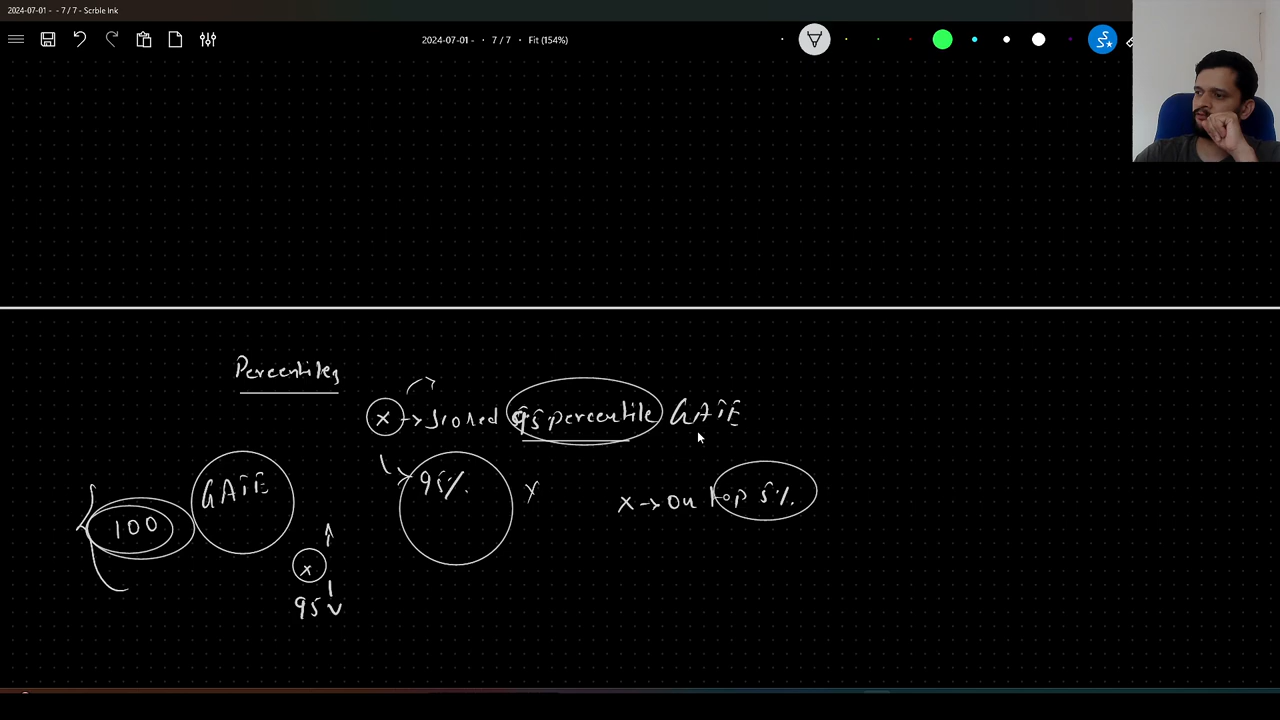 2024-07-01 - - 7 / 7 - Scrble Ink
2024-07-01 - • 7 / 7 • Fit (154%)
Percentiles
x → scored 95 percentile GATE
95%
x → On top 5%
GATE
100
x
95